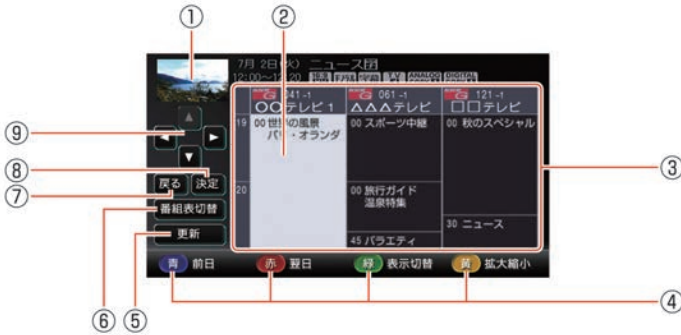 ① ②
7月 2日(火) ニュース
12:00～12:20
041-1 061-1 121-1
○○テレビ1 △△△テレビ □□テレビ
⑨
19 00 世界の風景 00 スポーツ中継 00 秋のスペシャル
パリ・オランダ
③
⑧
戻る 決定
⑦
20 00 旅行ガイド
温泉特集
番組表切替
⑥
30 ニュース
更新
45 バラエティ
青 前日 赤 翌日 緑 表示切替 黄 拡大縮小
⑥ ⑤ ④